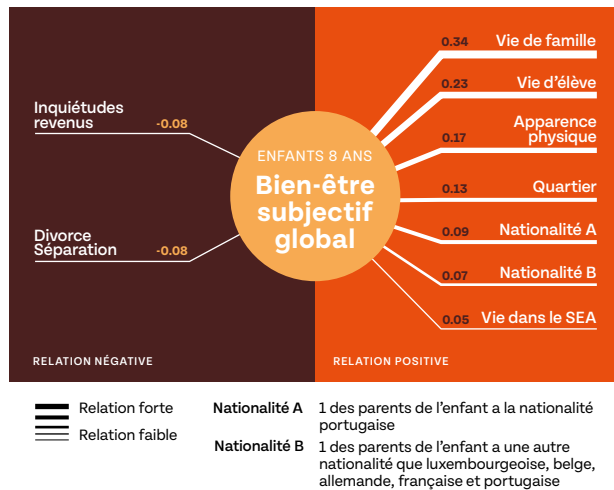 Inquiétudes
revenus -0.08
Divorce
Séparation -0.08
RELATION NÉGATIVE
ENFANTS 8 ANS
Bien-être
subjectif
global
0.34 Vie de famille
0.23 Vie d’élève
Apparence
0.17 physique
0.13 Quartier
0.09 Nationalité A
0.07 Nationalité B
0.05 Vie dans le SEA
RELATION POSITIVE
Relation forte
Relation faible
Nationalité A 1 des parents de l’enfant a la nationalité
portugaise
Nationalité B 1 des parents de l’enfant a une autre
nationalité que luxembourgeoise, belge,
allemande, française et portugaise